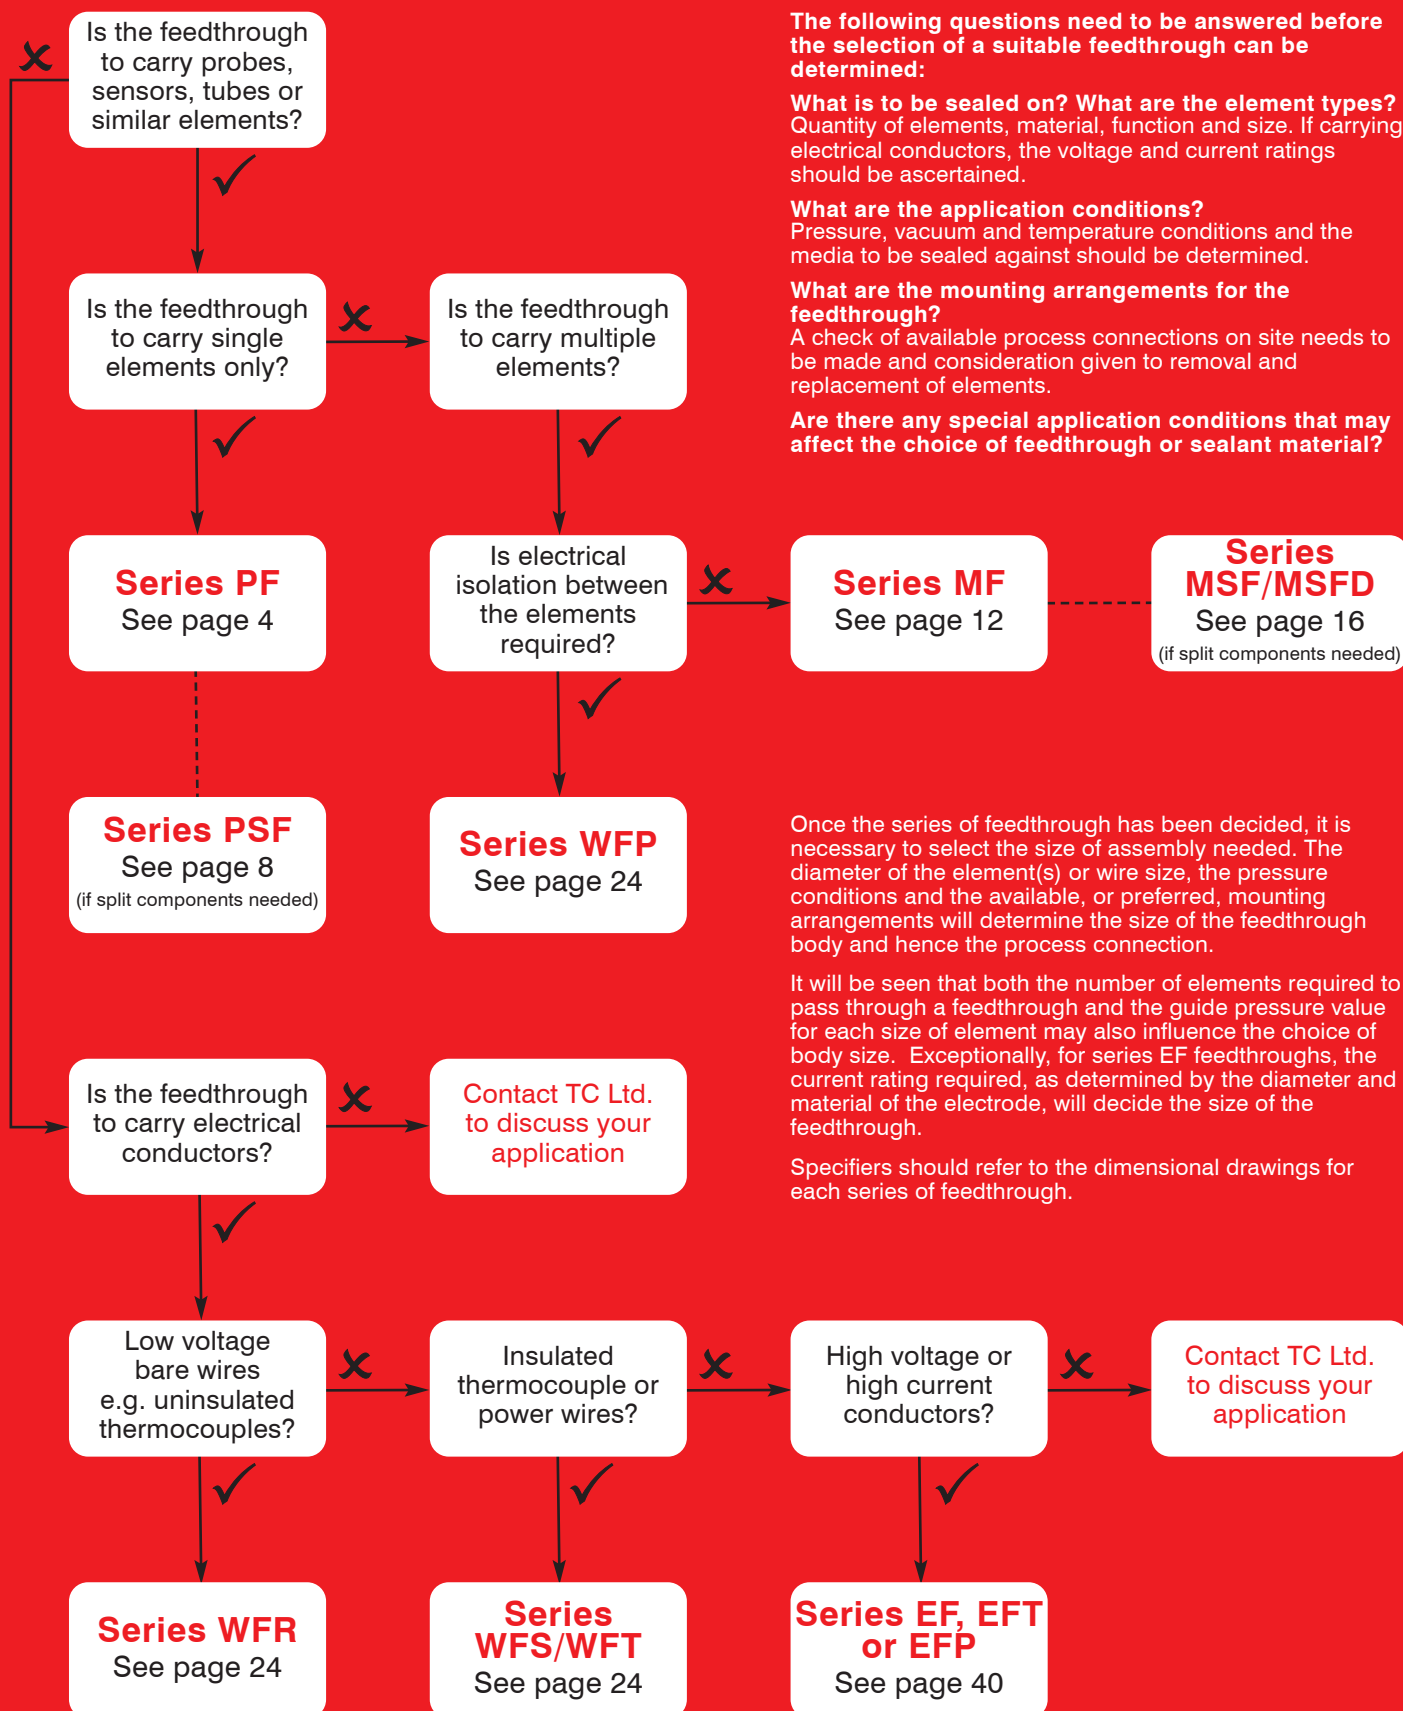 Is the feedthrough
to carry probes,
sensors, tubes or
similar elements?
The following questions need to be answered before
the selection of a suitable feedthrough can be
determined:
What is to be sealed on? What are the element types?
Quantity of elements, material, function and size. If carrying
electrical conductors, the voltage and current ratings
should be ascertained.
What are the application conditions?
Pressure, vacuum and temperature conditions and the
media to be sealed against should be determined.
What are the mounting arrangements for the
feedthrough?
A check of available process connections on site needs to
be made and consideration given to removal and
replacement of elements.
Are there any special application conditions that may
affect the choice of feedthrough or sealant material?
Is the feedthrough
to carry single
elements only?
Is the feedthrough
to carry multiple
elements?
Series PF
See page 4
Is electrical
isolation between
the elements
required?
Series MF
See page 12
Series
MSF/MSFD
See page 16
(if split components needed)
Series PSF
See page 8
(if split components needed)
Series WFP
See page 24
Once the series of feedthrough has been decided, it is
necessary to select the size of assembly needed. The
diameter of the element(s) or wire size, the pressure
conditions and the available, or preferred, mounting
arrangements will determine the size of the feedthrough
body and hence the process connection.
It will be seen that both the number of elements required to
pass through a feedthrough and the guide pressure value
for each size of element may also influence the choice of
body size. Exceptionally, for series EF feedthroughs, the
current rating required, as determined by the diameter and
material of the electrode, will decide the size of the
feedthrough.
Specifiers should refer to the dimensional drawings for
each series of feedthrough.
Is the feedthrough
to carry electrical
conductors?
Contact TC Ltd.
to discuss your
application
Low voltage
bare wires
e.g. uninsulated
thermocouples?
Insulated
thermocouple or
power wires?
High voltage or
high current
conductors?
Contact TC Ltd.
to discuss your
application
Series WFR
See page 24
Series
WFS/WFT
See page 24
Series EF, EFT
or EFP
See page 40